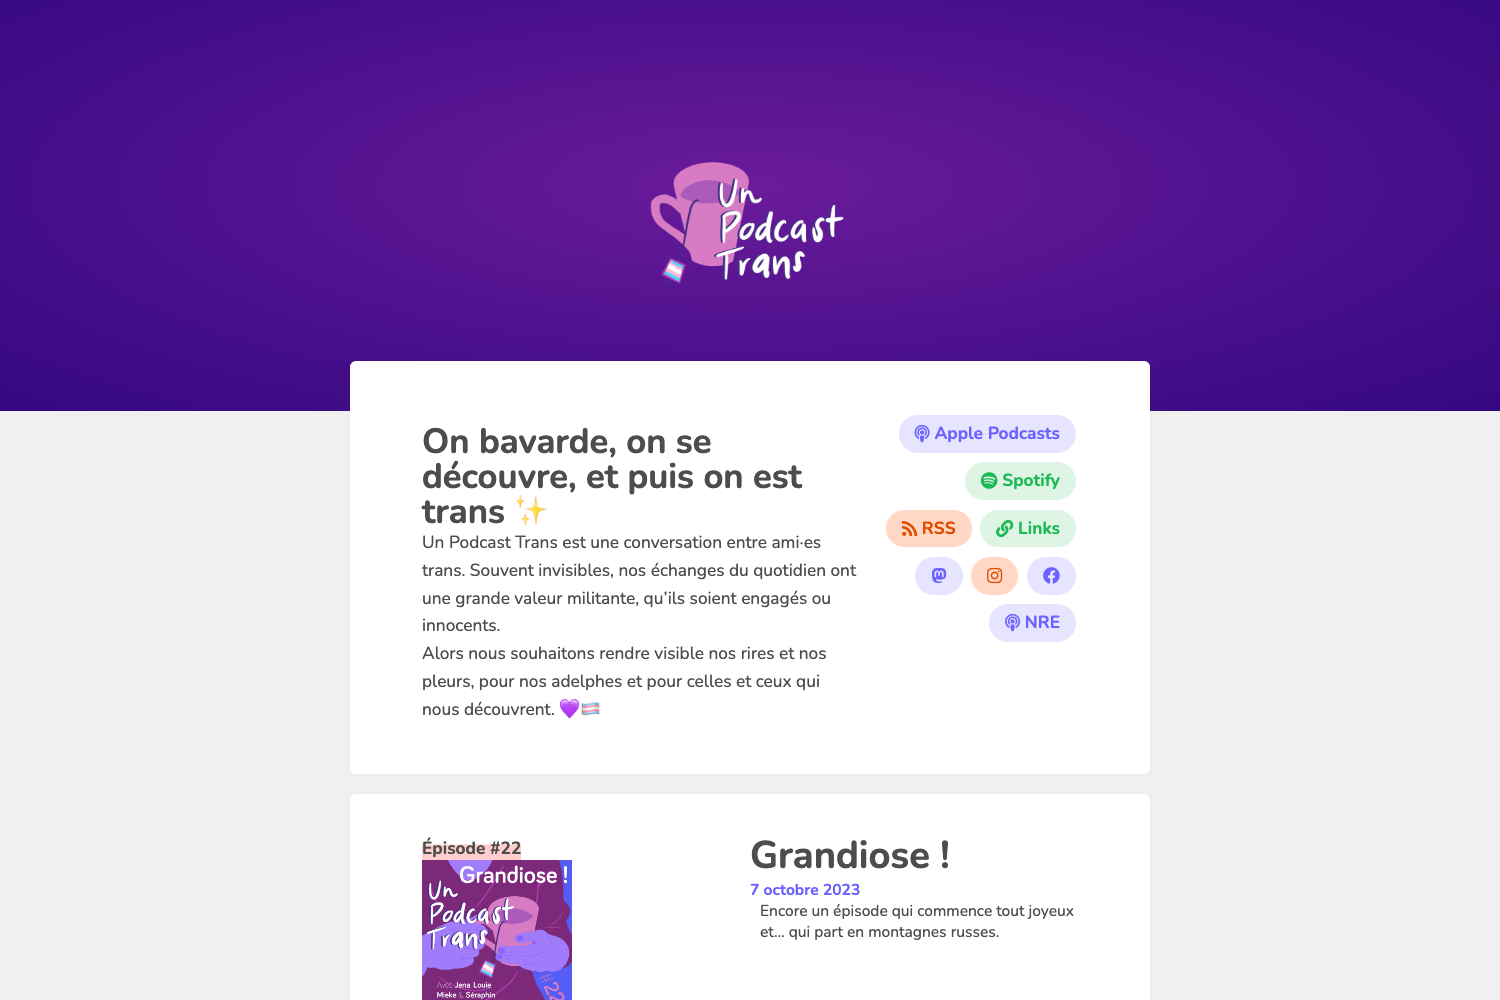 Un
Podcast
Trans
On bavarde, on se
découvre, et puis on est
trans ✨
Un Podcast Trans est une conversation entre ami·es
trans. Souvent invisibles, nos échanges du quotidien ont
une grande valeur militante, qu’ils soient engagés ou
innocents.
Alors nous souhaitons rendre visible nos rires et nos
pleurs, pour nos adelphes et pour celles et ceux qui
nous découvrent. 💜🏳️‍⚧️
Apple Podcasts
Spotify
RSS Links
NRE
Épisode #22
Grandiose !
Un
Podcast
Trans
Avec Jena Louie
Mieke & Séraphin
#22
Grandiose !
7 octobre 2023
Encore un épisode qui commence tout joyeux
et... qui part en montagnes russes.